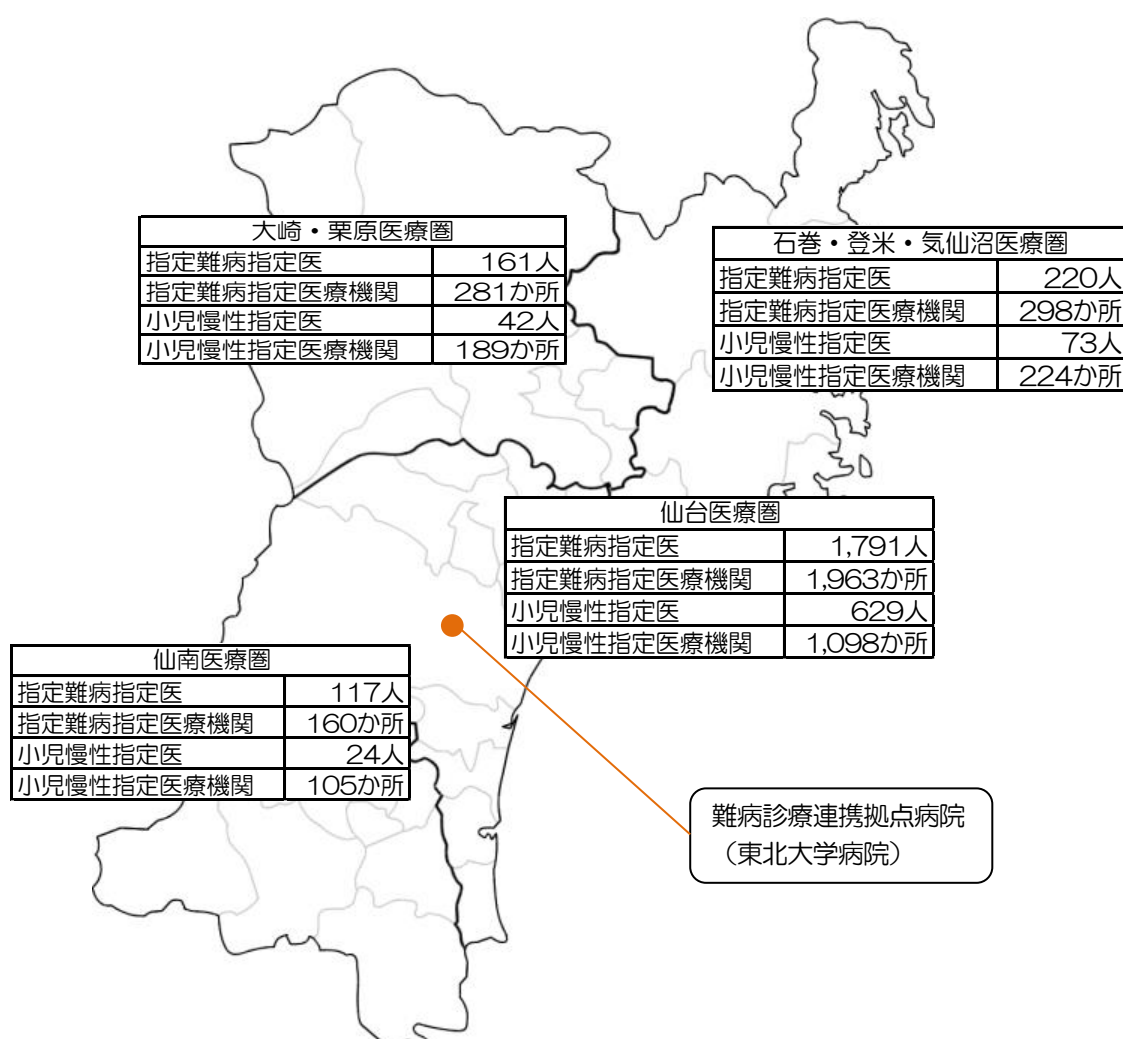 大崎・栗原医療圏
指定難病指定医 161人
指定難病指定医療機関 281か所
小児慢性指定医 42人
小児慢性指定医療機関 189か所
石巻・登米・気仙沼医療圏
指定難病指定医 220人
指定難病指定医療機関 298か所
小児慢性指定医 73人
小児慢性指定医療機関 224か所
仙台医療圏
指定難病指定医 1,791人
指定難病指定医療機関 1,963か所
小児慢性指定医 629人
小児慢性指定医療機関 1,098か所
仙南医療圏
指定難病指定医 117人
指定難病指定医療機関 160か所
小児慢性指定医 24人
小児慢性指定医療機関 105か所
難病診療連携拠点病院
（東北大学病院）